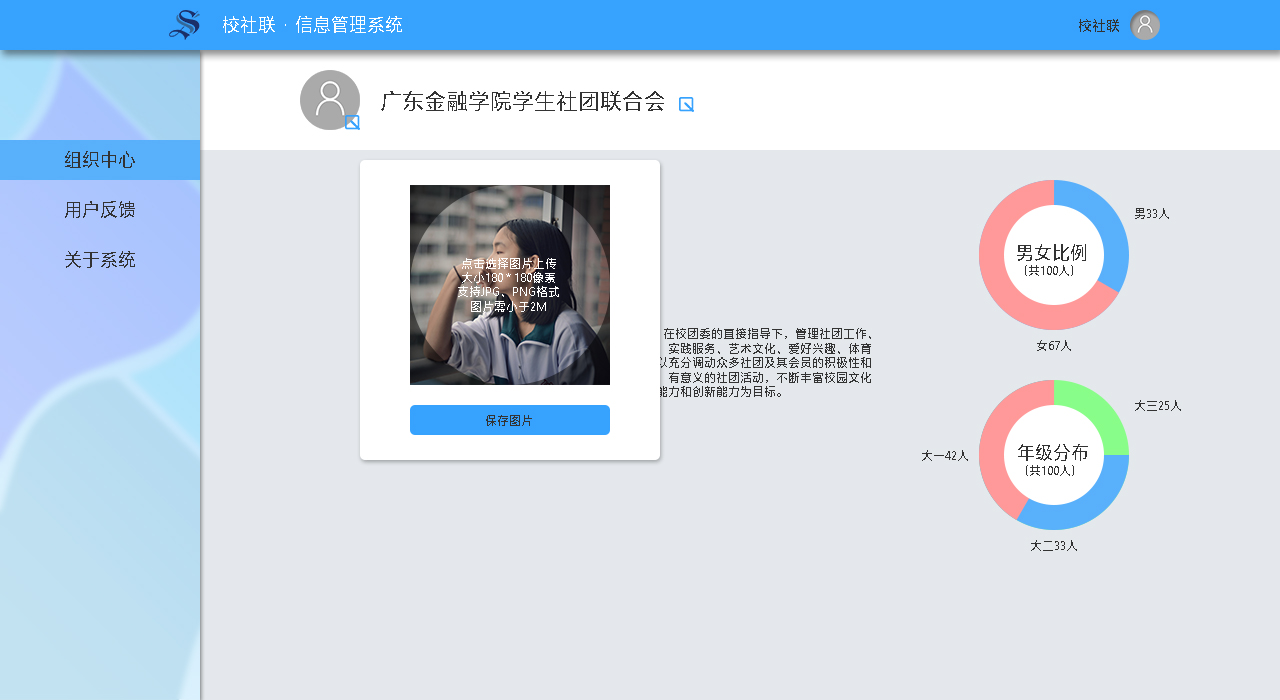 校社联 · 信息管理系统
校社联
广东金融学院学生社团联合会
组织中心
用户反馈
关于系统
点击选择图片上传
大小180*180像素
支持JPG、PNG格式
图片需小于2M
保存图片
在校团委的直接指导下，管理社团工作、
实践服务、艺术文化、爱好兴趣、体育
以充分调动众多社团及其会员的积极性和
有意义的社团活动，不断丰富校园文化
能力和创新能力为目标。
男33人
男女比例
（共100人）
女67人
大三25人
大一42人
年级分布
（共100人）
大二33人